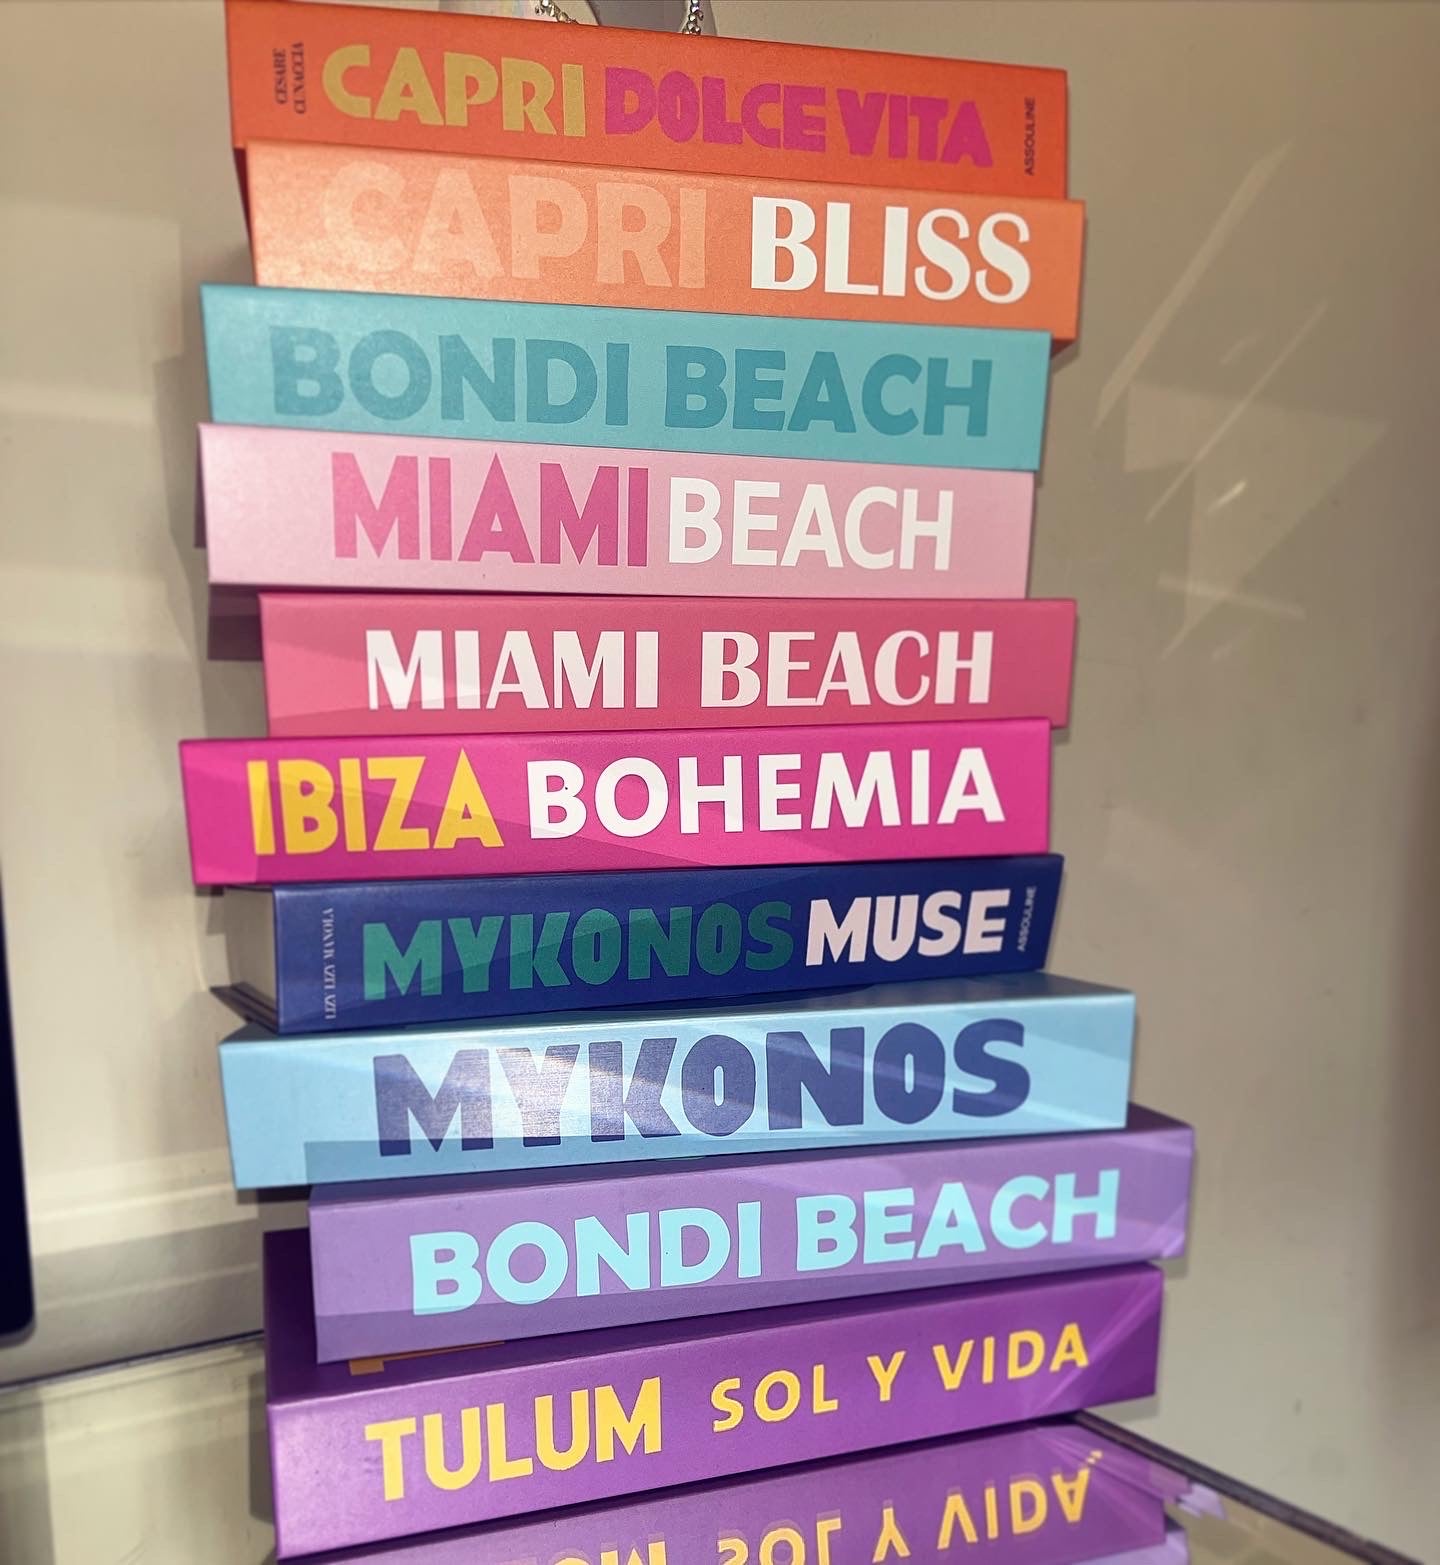 CESARE
CUNACCIA
CAPRI DOLCE VITA
ASSOULINE
CAPRI BLISS
BONDI BEACH
MIAMI BEACH
MIAMI BEACH
IBIZA BOHEMIA
LIZY LIZY MANOLA
MYKONOS MUSE
ASSOULINE
MYKONOS
BONDI BEACH
TULUM SOL Y VIDA